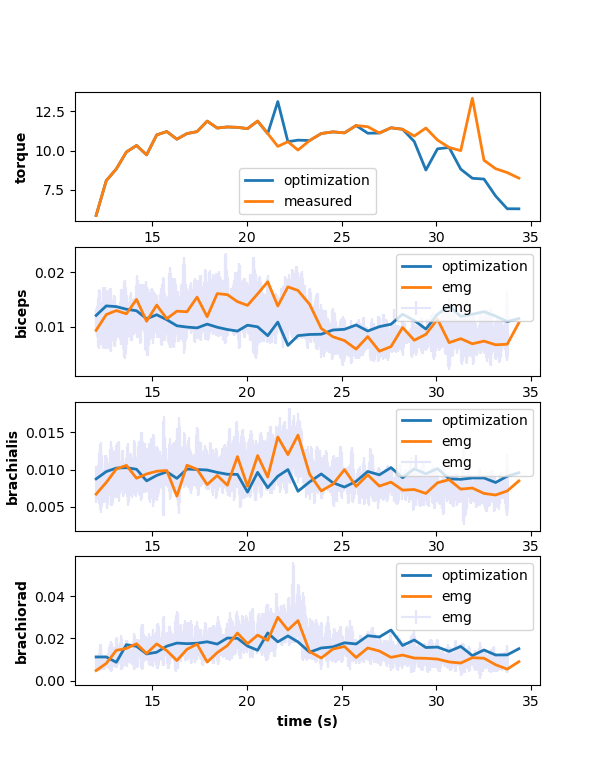 12.5
10.0
7.5
torque
optimization
measured
15 20 25 30 35
0.02
0.01
biceps
optimization
emg
emg
15 20 25 30 35
0.015
0.010
0.005
brachialis
optimization
emg
emg
15 20 25 30 35
0.04
0.02
0.00
brachiorad
optimization
emg
emg
15 20 25 30 35
time (s)